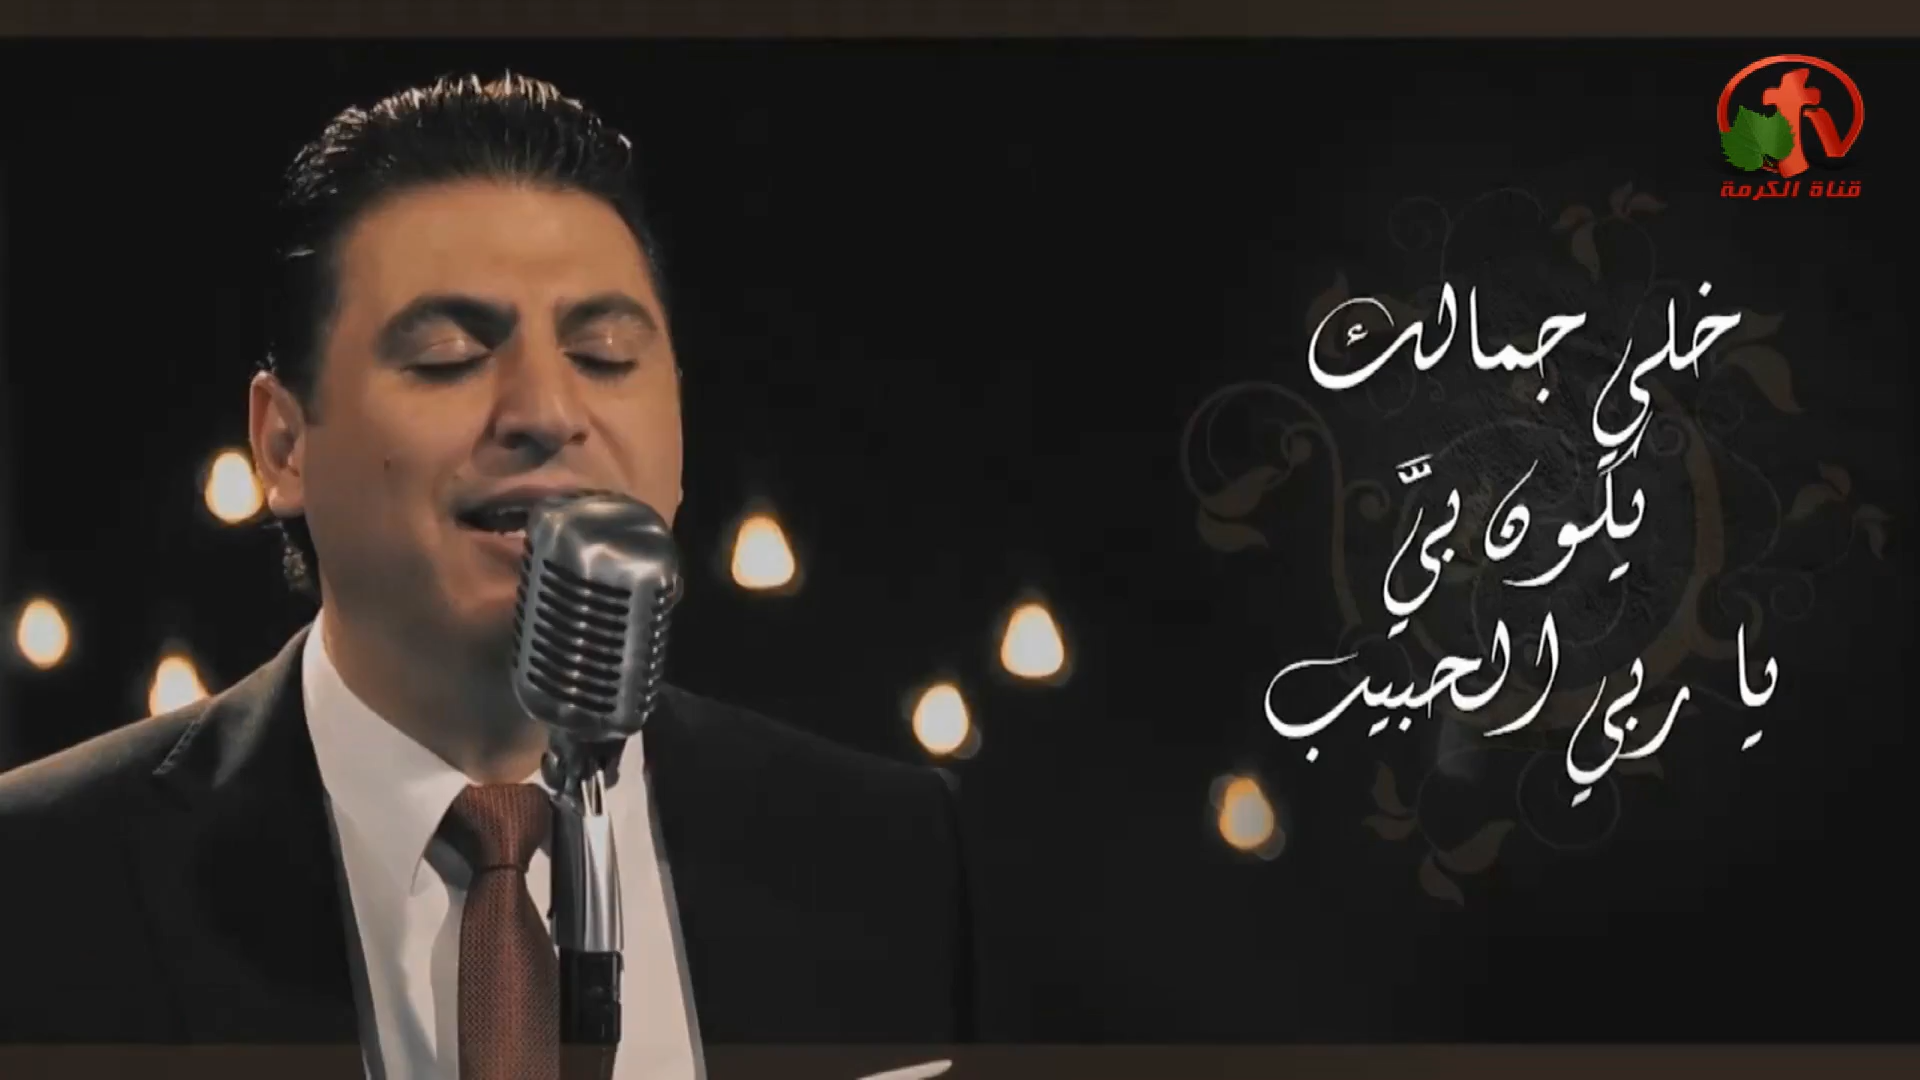 قناة الكرمة
خلي جمالك
يكون بيَّ
يا ربي الحبيب